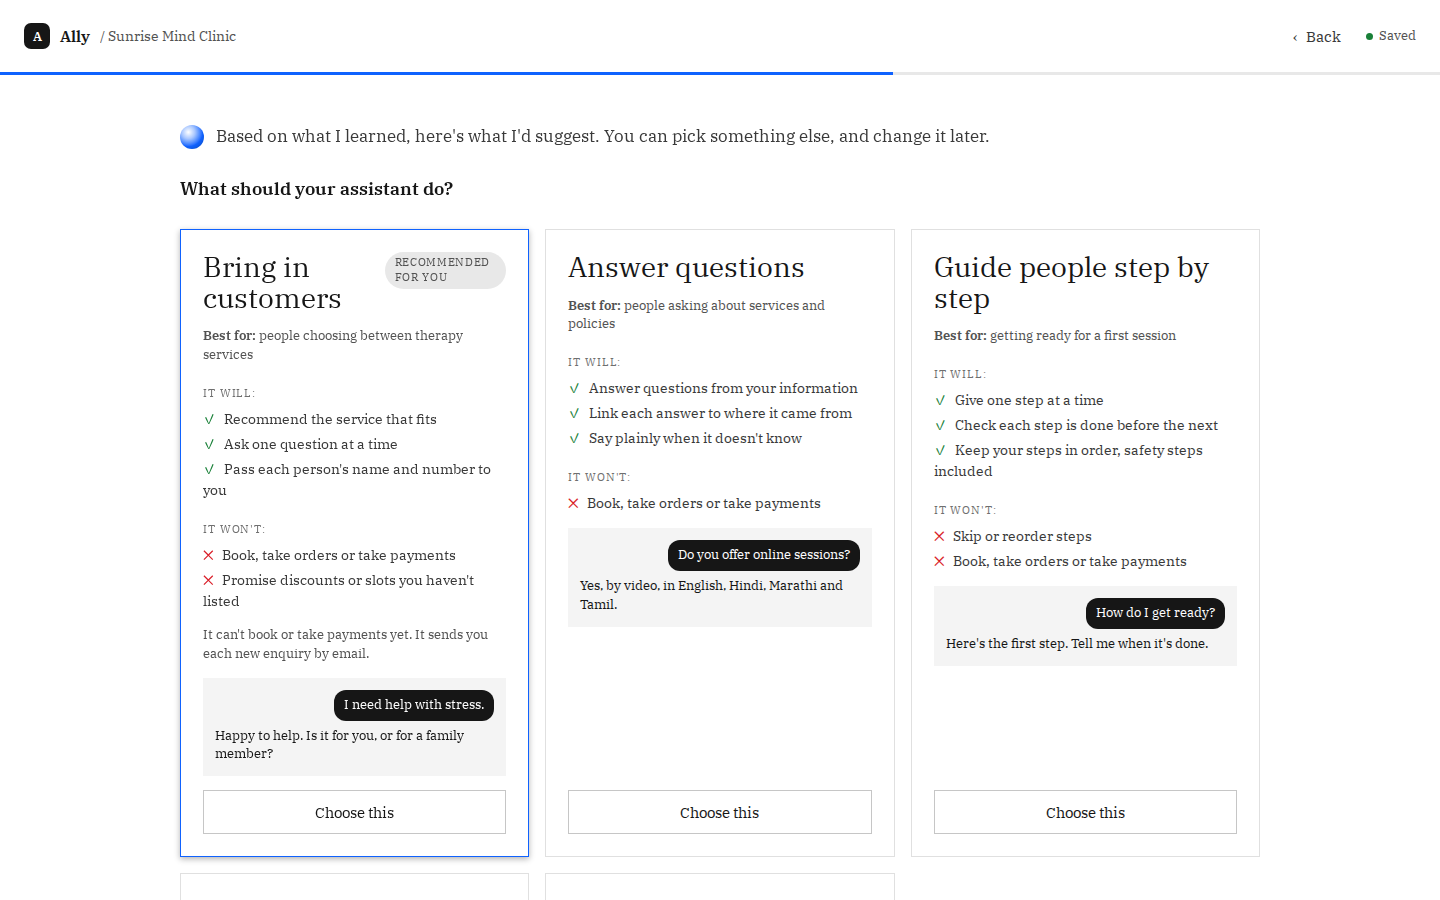 A Ally / Sunrise Mind Clinic
‹ Back
Saved
Based on what I learned, here's what I'd suggest. You can pick something else, and change it later.
What should your assistant do?
Bring in
customers
RECOMMENDED
FOR YOU
Best for: people choosing between therapy
services
IT WILL:
✓ Recommend the service that fits
✓ Ask one question at a time
✓ Pass each person's name and number to
you
IT WON'T:
✕ Book, take orders or take payments
✕ Promise discounts or slots you haven't
listed
It can't book or take payments yet. It sends you
each new enquiry by email.
I need help with stress.
Happy to help. Is it for you, or for a family
member?
Choose this
Answer questions
Best for: people asking about services and
policies
IT WILL:
✓ Answer questions from your information
✓ Link each answer to where it came from
✓ Say plainly when it doesn't know
IT WON'T:
✕ Book, take orders or take payments
Do you offer online sessions?
Yes, by video, in English, Hindi, Marathi and
Tamil.
Choose this
Guide people step by
step
Best for: getting ready for a first session
IT WILL:
✓ Give one step at a time
✓ Check each step is done before the next
✓ Keep your steps in order, safety steps
included
IT WON'T:
✕ Skip or reorder steps
✕ Book, take orders or take payments
How do I get ready?
Here's the first step. Tell me when it's done.
Choose this